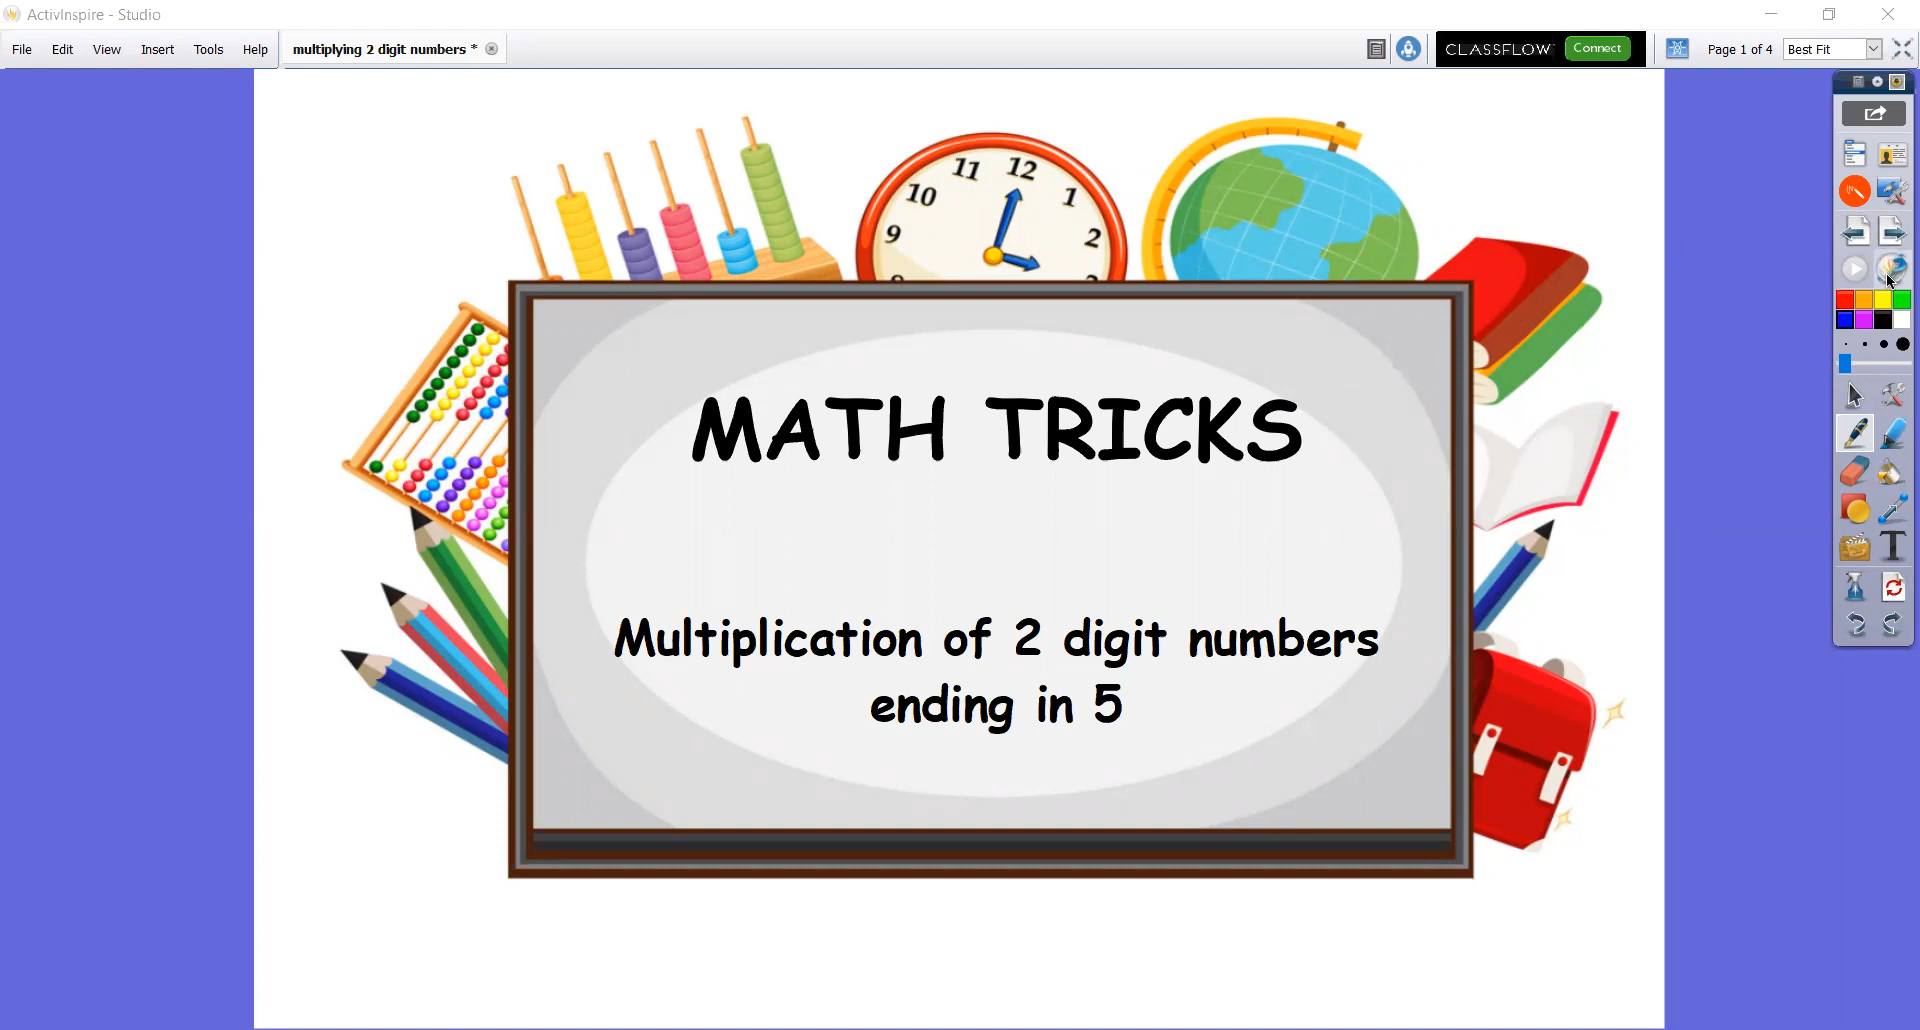 ActivInspire - Studio
File Edit View Insert Tools Help multiplying 2 digit numbers * CLASSFLOW Connect Page 1 of 4 Best Fit
11 12 1
10
9 2
MATH TRICKS
Multiplication of 2 digit numbers
ending in 5
T